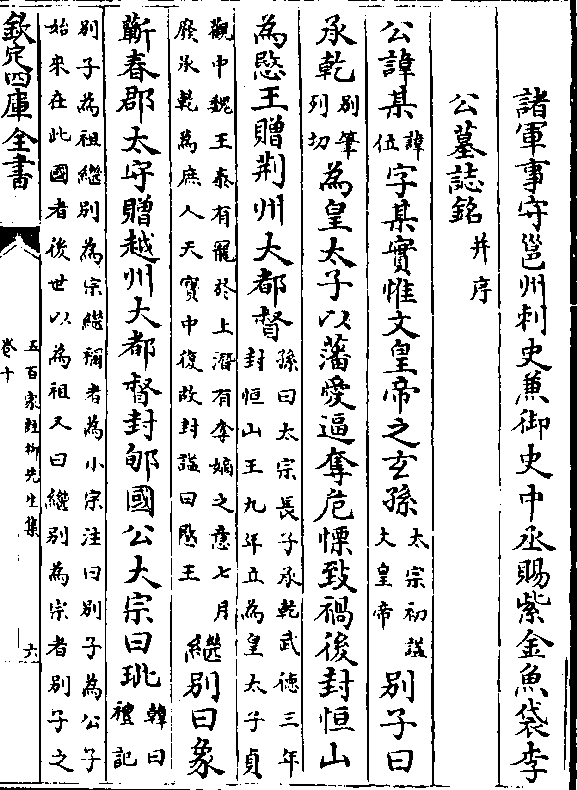 諸軍事守邕州刺史兼御史中丞賜紫金魚袋李
公墓誌銘并序
公諱某諱位字某實惟文皇帝之玄孫太宗初諡文皇帝別子曰
承乾別筆列切為皇太子以藩愛逼奪危慄致禍後封恒山
為愍王贈荆州大都督孫曰太宗長子承乾武德三年封恒山王九年立為皇太子貞
觀中魏王泰有寵於上潛有奪嫡之意七月廢承乾為庶人天寶中復故封諡曰愍王繼別曰象
蘄春郡太守贈越州大都督封郇國公大宗曰玭韓曰禮記
別子為祖繼別為宗繼禰者為小宗注曰別子為公子
始來在此國者後世以為祖又曰繼別為宗者別子之
欽定四庫全書
五百家註柳先生集
卷十
六